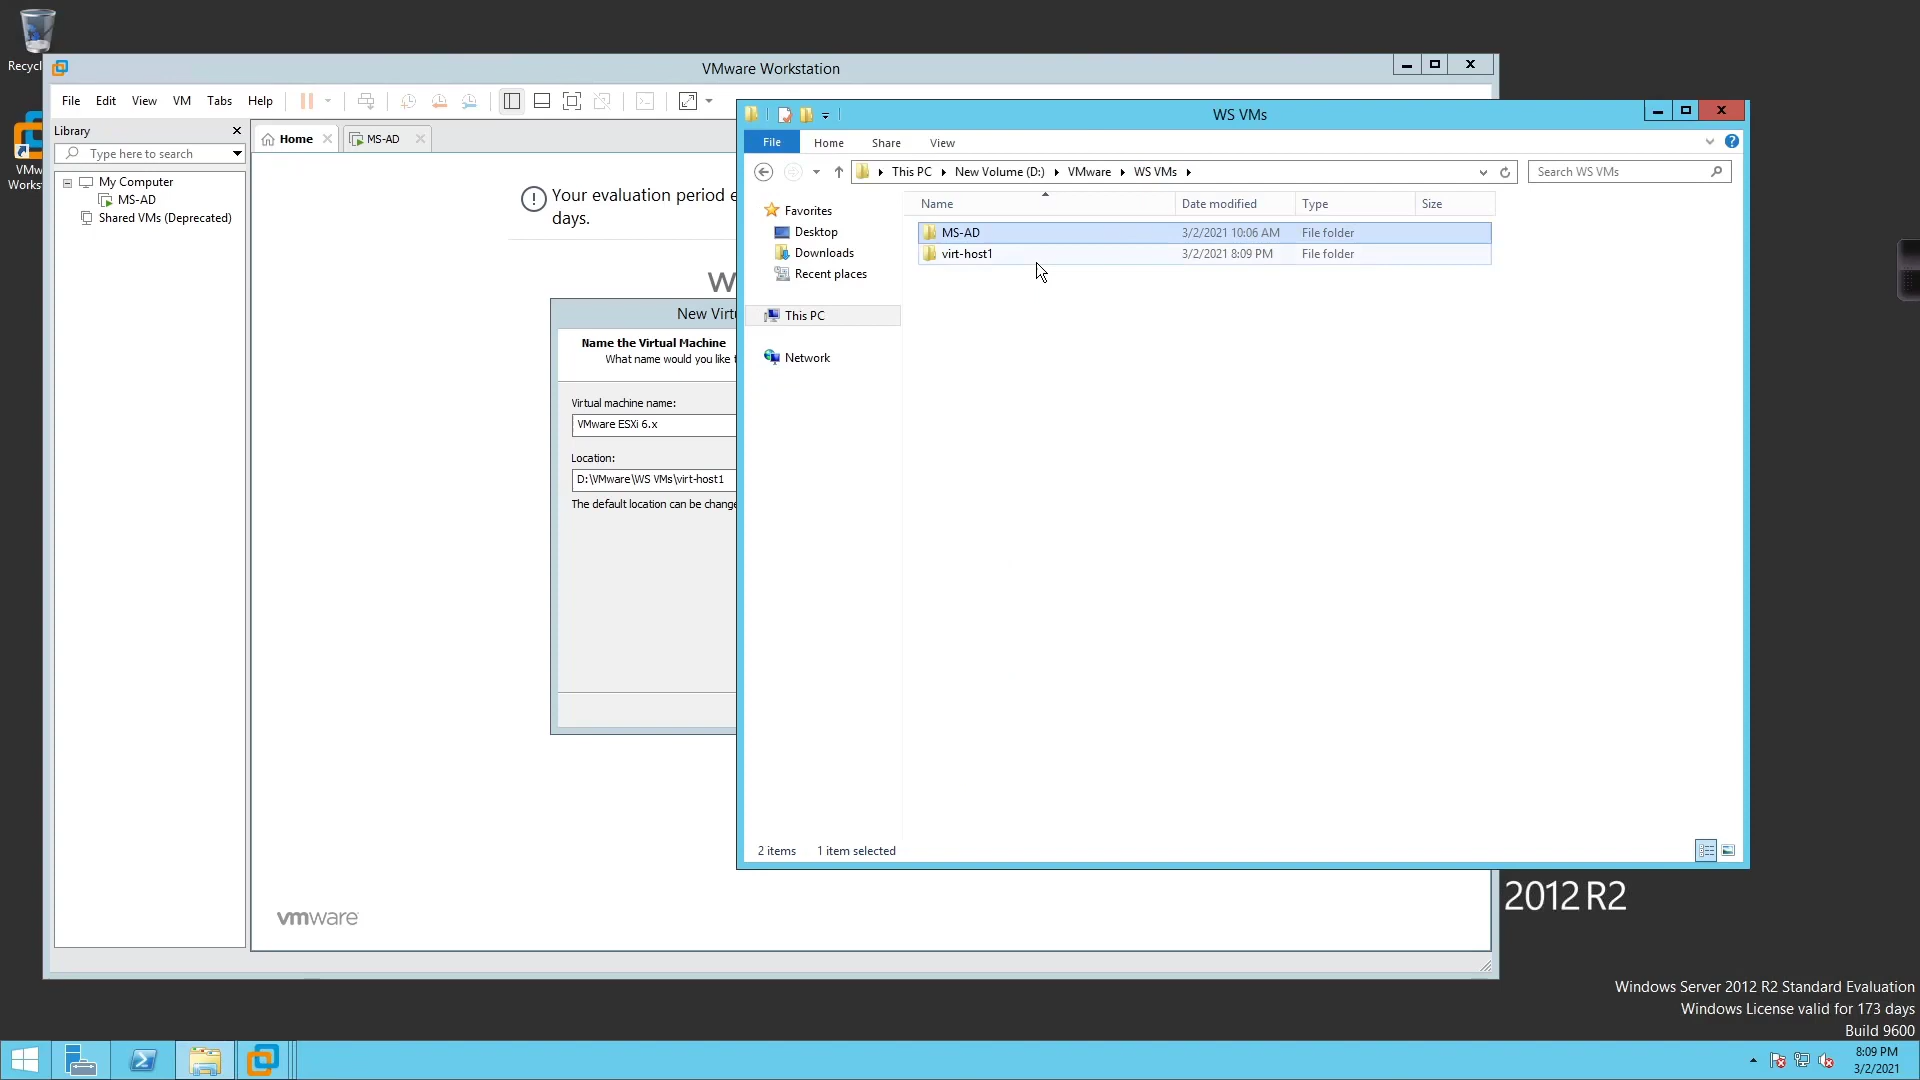 Recycl
VMw
Works
VMware Workstation
File Edit View VM Tabs Help
Library
Type here to search
My Computer
MS-AD
Shared VMs (Deprecated)
Home
MS-AD
Your evaluation period e
days.
W
New Virtu
Name the Virtual Machine
What name would you like t
Virtual machine name:
VMware ESXi 6.x
Location:
D:\VMware\WS VMs\virt-host1
The default location can be change
vmware
WS VMs
File Home Share View
This PC New Volume (D:) VMware WS VMs
Search WS VMs
Favorites
Desktop
Downloads
Recent places
This PC
Network
Name Date modified Type Size
MS-AD 3/2/2021 10:06 AM File folder
virt-host1 3/2/2021 8:09 PM File folder
2 items 1 item selected
2012 R2
Windows Server 2012 R2 Standard Evaluation
Windows License valid for 173 days
Build 9600
8:09 PM
3/2/2021